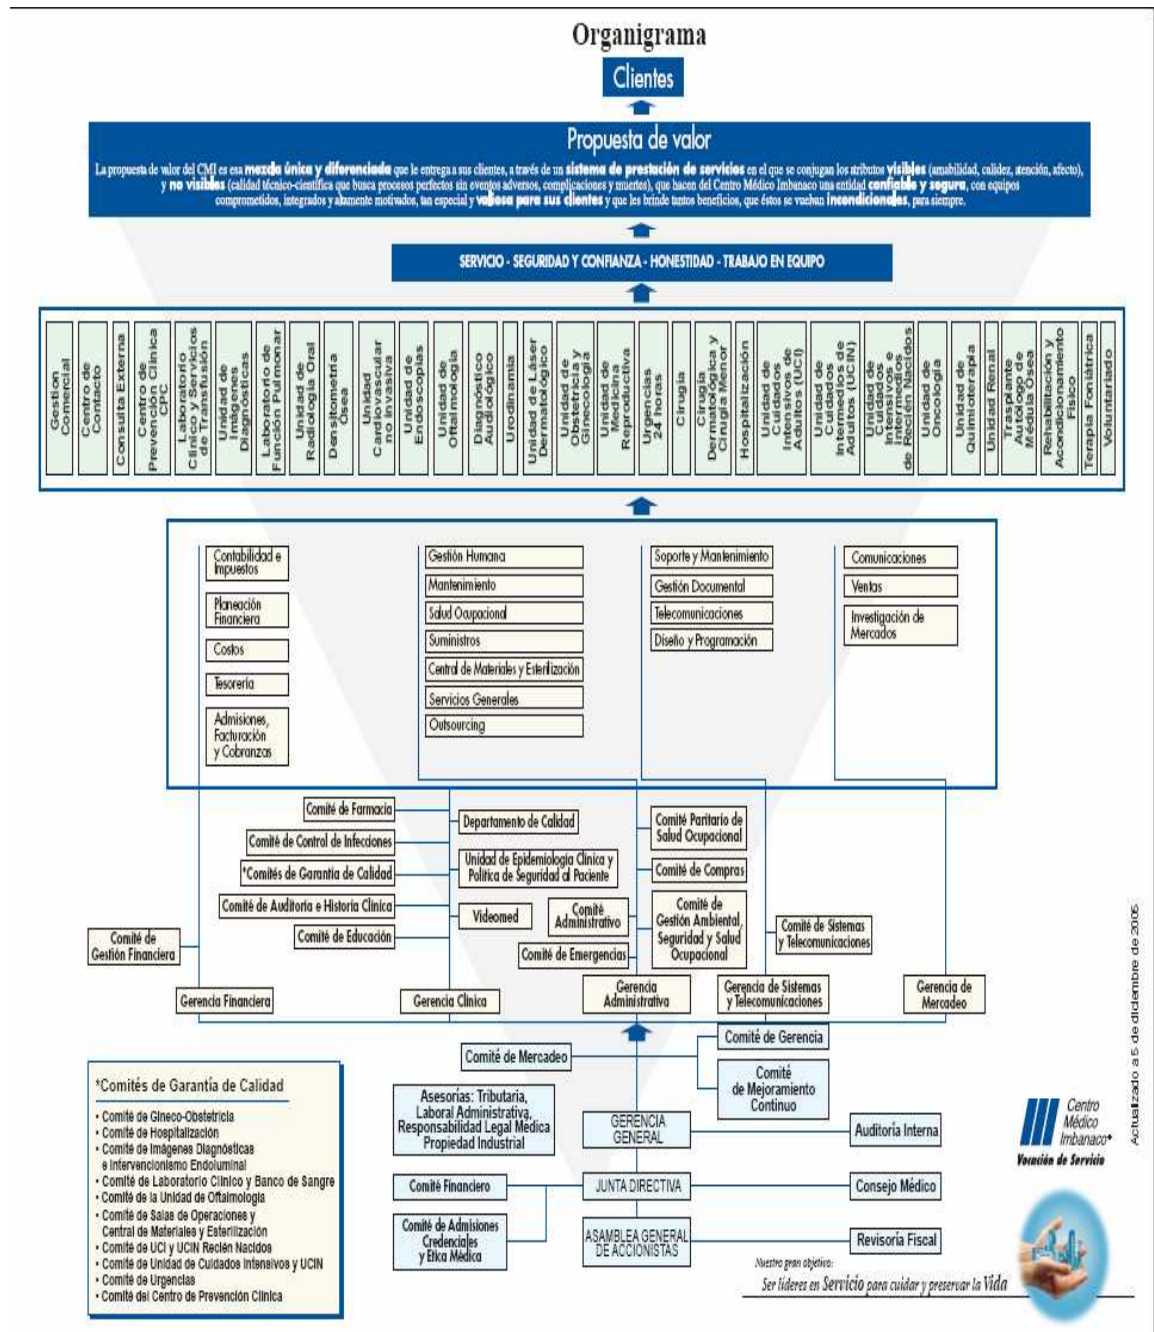 Organigrama
Clientes
Propuesta de valor
La propuesta de valor del CMI es esa mezcla única y diferenciada que le entrega a sus clientes, a través de un sistema de prestación de servicios en el que se conjugan los atributos visibles (amabilidad, calidez, atención, afecto),
y no visibles (calidad técnico-científica que busca procesos perfectos sin eventos adversos, complicaciones y muertes), que hacen del Centro Médico Imbanaco una entidad confiable y segura, con equipos
comprometidos, integrados y altamente motivados, tan especial y valiosa para sus clientes y que les brinde tantos beneficios, que éstos se vuelvan incondicionales, para siempre.
SERVICIO - SEGURIDAD Y CONFIANZA - HONESTIDAD - TRABAJO EN EQUIPO
Gestion
Comercial
Centro de
Contacto
Consulta Externa
Centro de
Prevención Clínica
CPC
Laboratorio
Clínico y Servicios
de Transfusión
Unidad de
Imágenes
Diagnósticas
Laboratorio de
Función Pulmonar
Unidad de
Radiología Oral
Densitometría
Ósea
Unidad
Cardiovascular
no invasiva
Unidad de
Endoscopias
Unidad de
Oftalmología
Diagnóstico
Audiológico
Urodinamia
Unidad Láser
Dermatológico
Unidad de
Obstetricia y
Ginecología
Unidad de
Medicina
Reproductiva
Urgencias
24 horas
Cirugía
Cirugía
Dermatológica y
Cirugía Menor
Hospitalización
Unidad de
Cuidados
Intensivos de
Adultos (UCI)
Unidad de
Cuidados
Intermedios de
Adultos (UCIN)
Unidad de
Cuidados
Intensivos e
Intermedios
de Recién Nacidos
Unidad de
Oncología
Unidad de
Quimioterapia
Unidad Renal
Trasplante
Autólogo de
Médula Ósea
Rehabilitación y
Acondicionamiento
Físico
Terapia Foniátrica
Voluntariado
Contabilidad e
Impuestos
Planeación
Financiera
Costos
Tesorería
Admisiones,
Facturación
y Cobranzas
Gestión Humana
Mantenimiento
Salud Ocupacional
Suministros
Central de Materiales y Esterilización
Servicios Generales
Outsourcing
Soporte y Mantenimiento
Gestión Documental
Telecomunicaciones
Diseño y Programación
Comunicaciones
Ventas
Investigación de
Mercados
Comité de Farmacia
Comité de Control de Infecciones
*Comités de Garantía de Calidad
Comité de Auditoría e Historia Clínica
Comité de Educación
Departamento de Calidad
Unidad de Epidemiología Clínica y
Política de Seguridad al Paciente
Videomed
Comité
Administrativo
Comité de Emergencias
Comité Paritario de
Salud Ocupacional
Comité de Compras
Comité de
Gestión Ambiental,
Seguridad y Salud
Ocupacional
Comité de Sistemas
y Telecomunicaciones
Comité de
Gestión Financiera
Gerencia Financiera
Gerencia Clínica
Gerencia
Administrativa
Gerencia de Sistemas
y Telecomunicaciones
Gerencia de
Mercadeo
Comité de Mercadeo
Comité de Gerencia
Comité
de Mejoramiento
Continuo
Asesorías: Tributaria,
Laboral Administrativa,
Responsabilidad Legal Médica
Propiedad Industrial
GERENCIA
GENERAL
Auditoría Interna
Comité Financiero
JUNTA DIRECTIVA
Consejo Médico
Comité de Admisiones
Credenciales
y Etica Médica
ASAMBLEA GENERAL
DE ACCIONISTAS
Revisoría Fiscal
*Comités de Garantía de Calidad
• Comité de Gineco-Obstetricia
• Comité de Hospitalización
• Comité de Imágenes Diagnósticas
e Intervencionismo Endoluminal
• Comité de Laboratorio Clínico y Banco de Sangre
• Comité de la Unidad de Oftalmología
• Comité de Salas de Operaciones y
Central de Materiales y Esterilización
• Comité de UCI y UCIN Recién Nacidos
• Comité de Unidad de Cuidados Intensivos y UCIN
• Comité de Urgencias
• Comité del Centro de Prevención Clínica
Actualizado a 5 de diciembre de 2005
Centro
Médico
Imbanaco
Vocación de Servicio
Nuestro gran objetivo:
Ser líderes en Servicio para cuidar y preservar la Vida